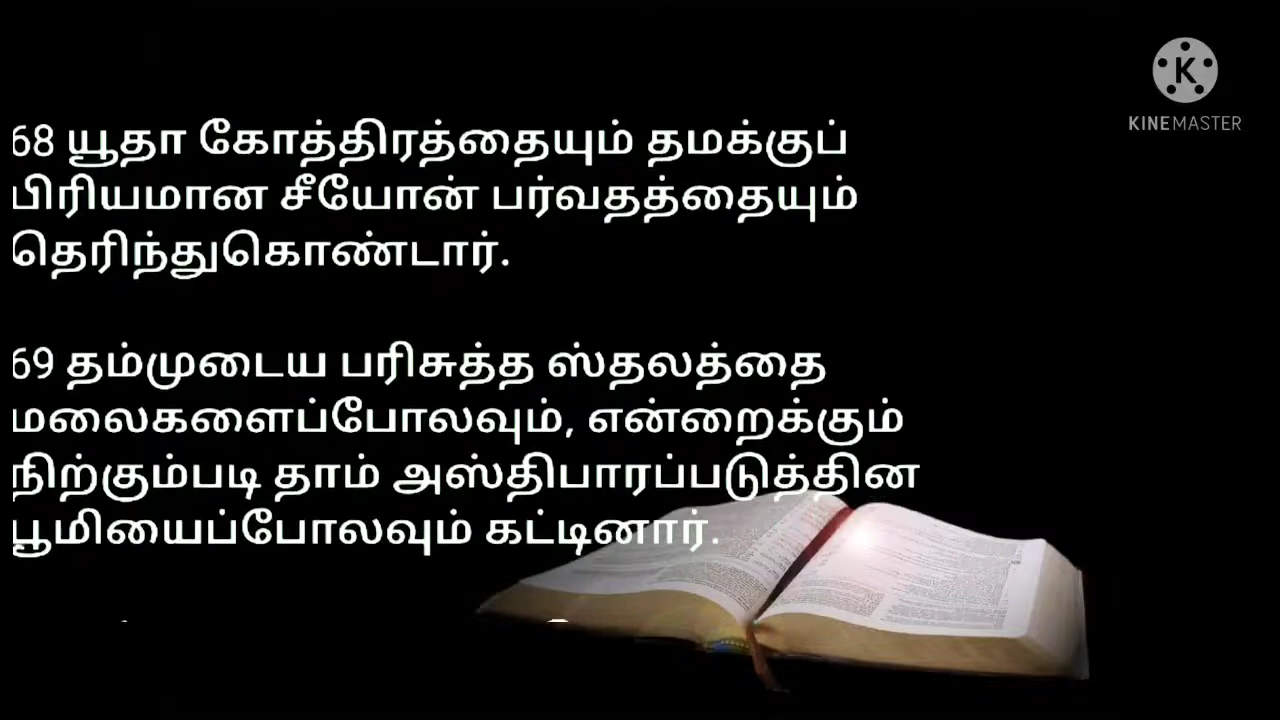 68 யூதா கோத்திரத்தையும் தமக்குப்
பிரியமான சீயோன் பர்வதத்தையும்
தெரிந்துகொண்டார்.
69 தம்முடைய பரிசுத்த ஸ்தலத்தை
மலைகளைப்போலவும், என்றைக்கும்
நிற்கும்படி தாம் அஸ்திபாரப்படுத்தின
பூமியைப்போலவும் கட்டினார்.
K
KINEMASTER